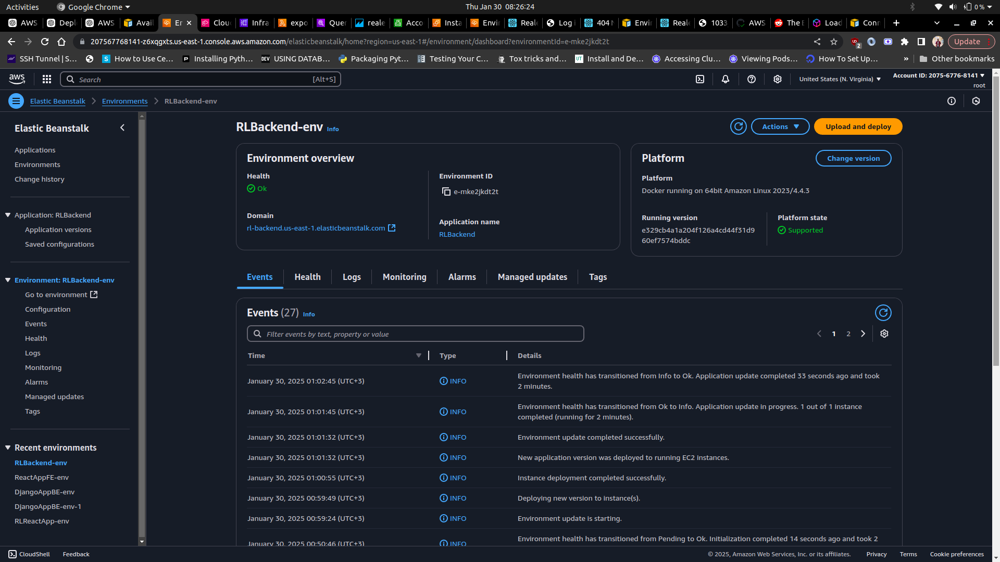 Activities
Google Chrome
Thu Jan 30 08:26:24
0 %
AWS
Depl
AWS
Avail
Er
Clou
Infra
expo
Quer
reale
Acco
Insta
Envi
Reale
Log i
404 N
Envir
Reale
1033
AWS
The B
Load
Conn
207567768141-z6xqgxts.us-east-1.console.aws.amazon.com/elasticbeanstalk/home?region=us-east-1#/environment/dashboard?environmentId=e-mke2jkdt2t
2
Update
SSH Tunnel | S...
How to Use Ce...
Installing Pyth...
DEV
USING DATAB...
Packaging Pyt...
Testing Your C...
Tox tricks and...
UT
Install and De...
Accessing Clu...
Viewing Pods...
How To Set Up...
»
Other bookmarks
aws
Search
[Alt+S]
United States (N. Virginia)
Account ID: 2075-6776-8141
root
Elastic Beanstalk
Environments
RLBackend-env
Elastic Beanstalk
Applications
Environments
Change history
Application: RLBackend
Application versions
Saved configurations
Environment: RLBackend-env
Go to environment
Configuration
Events
Health
Logs
Monitoring
Alarms
Managed updates
Tags
Recent environments
RLBackend-env
ReactAppFE-env
DjangoAppBE-env
DjangoAppBE-env-1
RLReactApp-env
RLBackend-env Info
Actions
Upload and deploy
Environment overview
Health
Ok
Domain
rl-backend.us-east-1.elasticbeanstalk.com
Environment ID
e-mke2jkdt2t
Application name
RLBackend
Platform
Change version
Platform
Docker running on 64bit Amazon Linux 2023/4.4.3
Running version
e329cb4a1a204f126a4cd44f31d9
60ef7574bddc
Platform state
Supported
Events
Health
Logs
Monitoring
Alarms
Managed updates
Tags
Events (27) Info
Filter events by text, property or value
1
2
Time
Type
Details
January 30, 2025 01:02:45 (UTC+3)
INFO
Environment health has transitioned from Info to Ok. Application update completed 33 seconds ago and took
2 minutes.
January 30, 2025 01:01:45 (UTC+3)
INFO
Environment health has transitioned from Ok to Info. Application update in progress. 1 out of 1 instance
completed (running for 2 minutes).
January 30, 2025 01:01:32 (UTC+3)
INFO
Environment update completed successfully.
January 30, 2025 01:01:32 (UTC+3)
INFO
New application version was deployed to running EC2 instances.
January 30, 2025 01:00:55 (UTC+3)
INFO
Instance deployment completed successfully.
January 30, 2025 00:59:49 (UTC+3)
INFO
Deploying new version to instance(s).
January 30, 2025 00:59:24 (UTC+3)
INFO
Environment update is starting.
January 30, 2025 00:50:46 (UTC+3)
INFO
Environment health has transitioned from Pending to Ok. Initialization completed 14 seconds ago and took 2
CloudShell
Feedback
© 2025, Amazon Web Services, Inc. or its affiliates.
Privacy
Terms
Cookie preferences